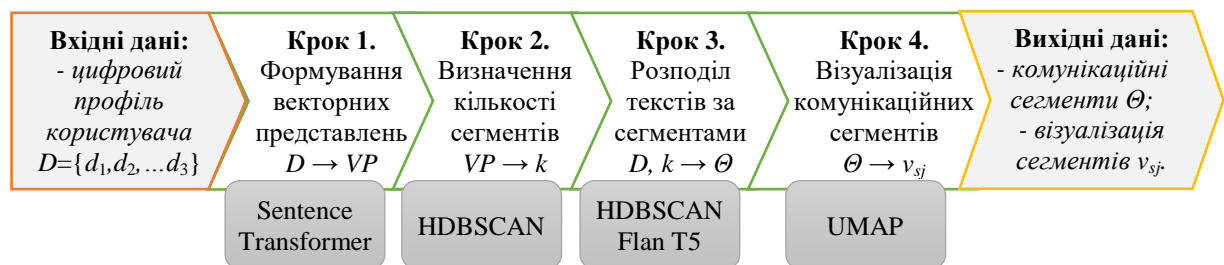 Вхідні дані:
- цифровий
профіль
користувача
D={d₁,d₂,...d₃}
Крок 1.
Формування
векторних
представлень
D → VP
Sentence
Transformer
Крок 2.
Визначення
кількості
сегментів
VP → k
HDBSCAN
Крок 3.
Розподіл
текстів за
сегментами
D, k → Θ
HDBSCAN
Flan T5
Крок 4.
Візуалізація
комунікаційних
сегментів
Θ → vₛⱼ
UMAP
Вихідні дані:
- комунікаційні
сегменти Θ;
- візуалізація
сегментів vₛⱼ.